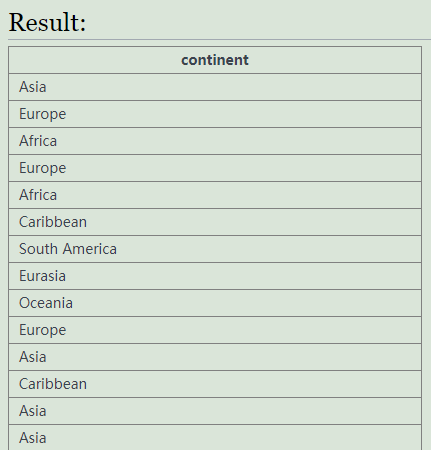 Result:
continent
Asia
Europe
Africa
Europe
Africa
Caribbean
South America
Eurasia
Oceania
Europe
Asia
Caribbean
Asia
Asia